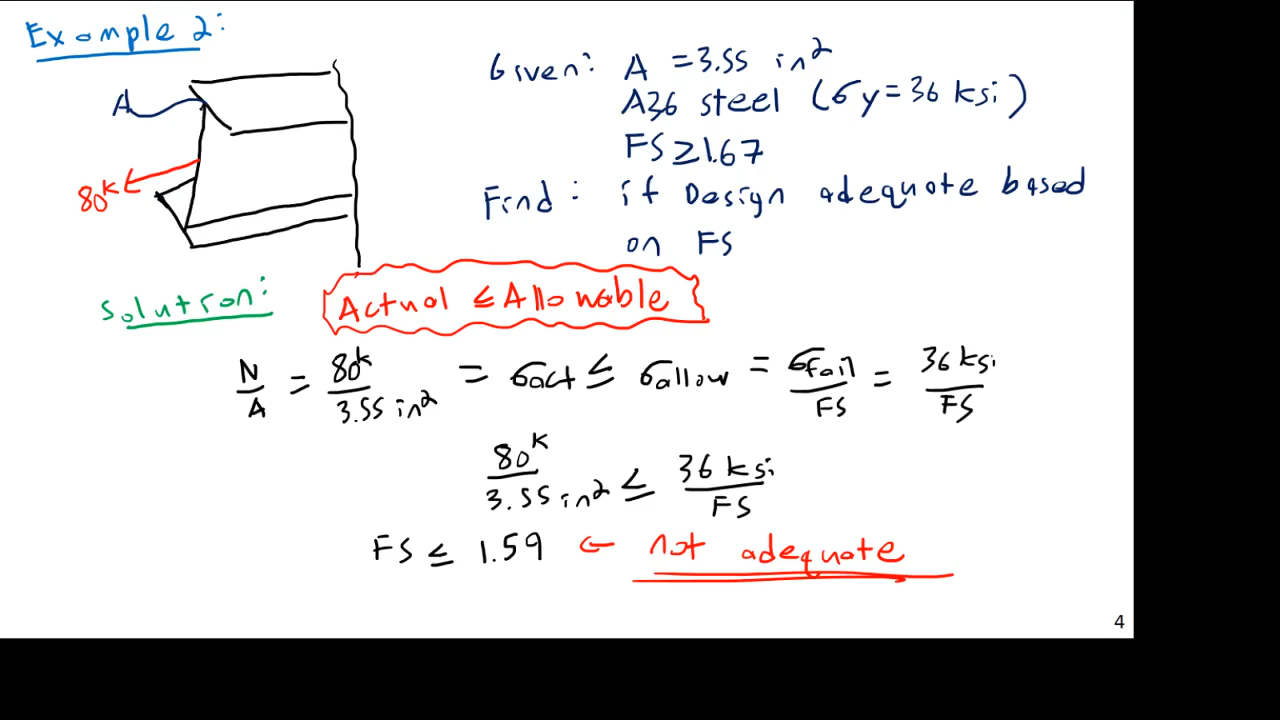 Example 2:
Given: A = 3.55 in²
A
A36 steel (σy = 36 ksi)
FS ≥ 1.67
80ᵏ
Find: if Design adequate based
on FS
Solution:
Actual ≤ Allowable
N/A = 80ᵏ/3.55 in² = σact ≤ σallow = σfail/FS = 36 ksi/FS
80ᵏ/3.55 in² ≤ 36 ksi/FS
FS ≤ 1.59 ← not adequate
4